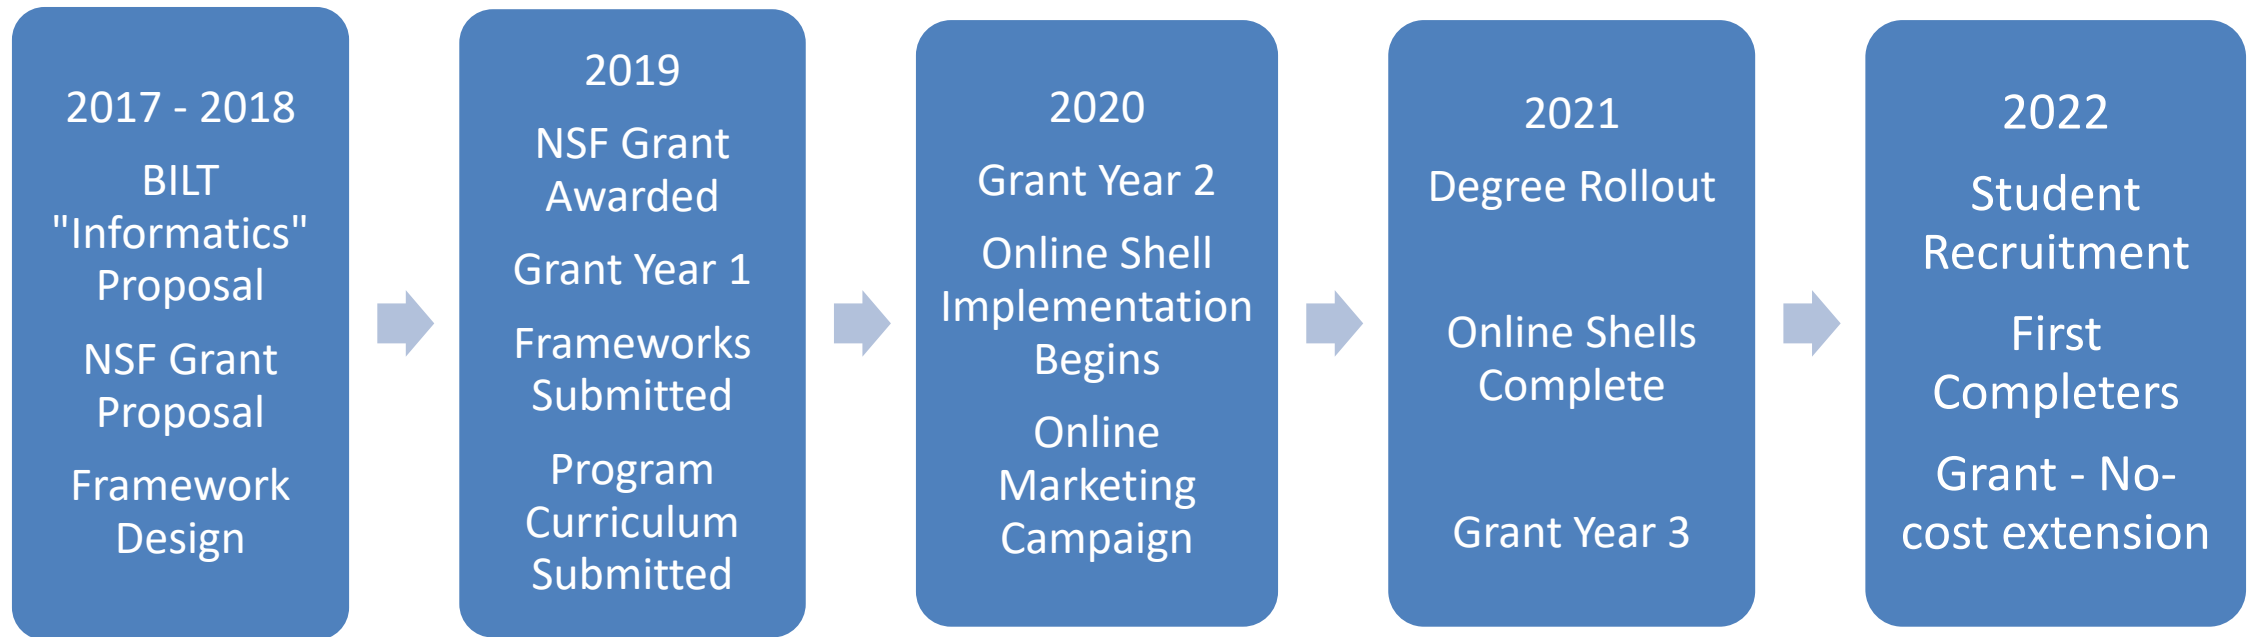 2017 - 2018
BILT
"Informatics"
Proposal
NSF Grant
Proposal
Framework
Design
2019
NSF Grant
Awarded
Grant Year 1
Frameworks
Submitted
Program
Curriculum
Submitted
2020
Grant Year 2
Online Shell
Implementation
Begins
Online
Marketing
Campaign
2021
Degree Rollout
Online Shells
Complete
Grant Year 3
2022
Student
Recruitment
First
Completers
Grant - No-
cost extension